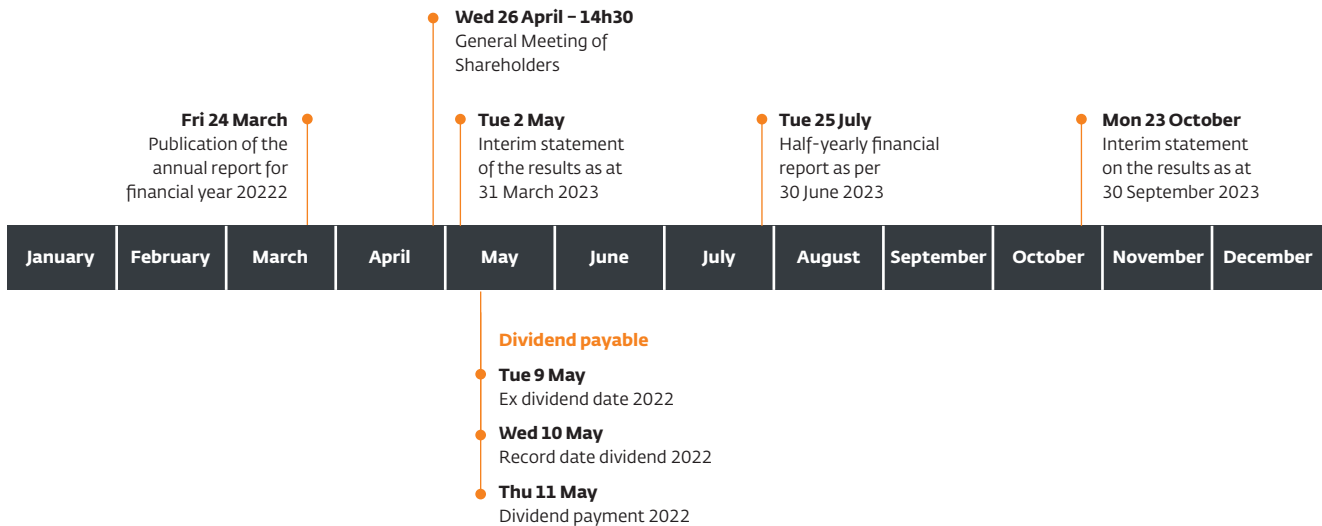 Wed 26 April – 14h30
General Meeting of
Shareholders
Fri 24 March
Publication of the
annual report for
financial year 20222
Tue 2 May
Interim statement
of the results as at
31 March 2023
Tue 25 July
Half-yearly financial
report as per
30 June 2023
Mon 23 October
Interim statement
on the results as at
30 September 2023
January February March April May June July August September October November December
Dividend payable
Tue 9 May
Ex dividend date 2022
Wed 10 May
Record date dividend 2022
Thu 11 May
Dividend payment 2022